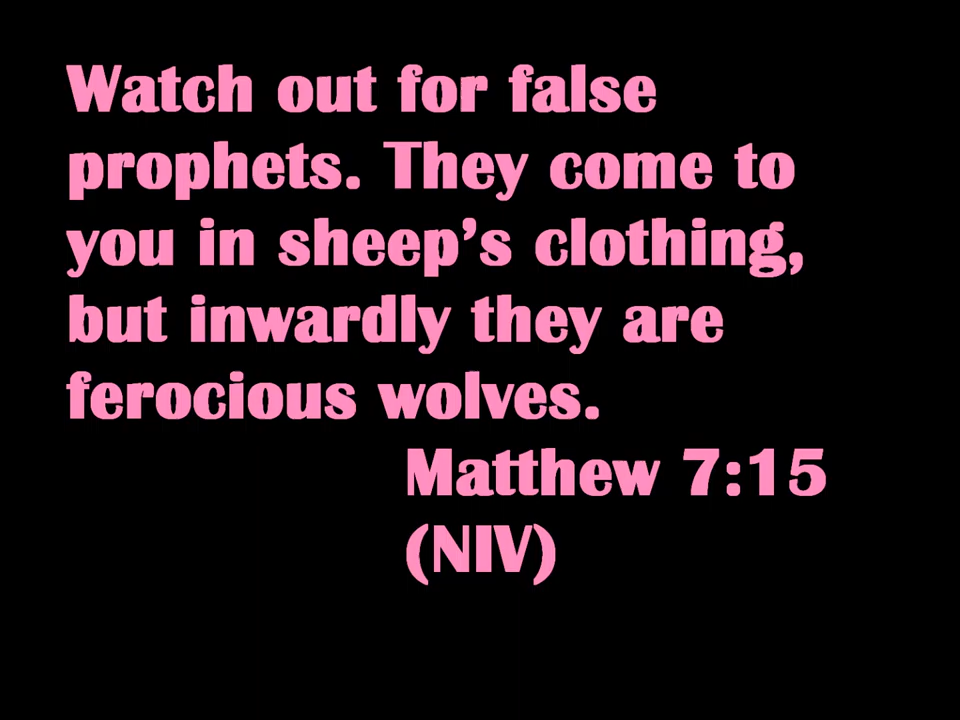 Watch out for false
prophets. They come to
you in sheep’s clothing,
but inwardly they are
ferocious wolves.
Matthew 7:15
(NIV)